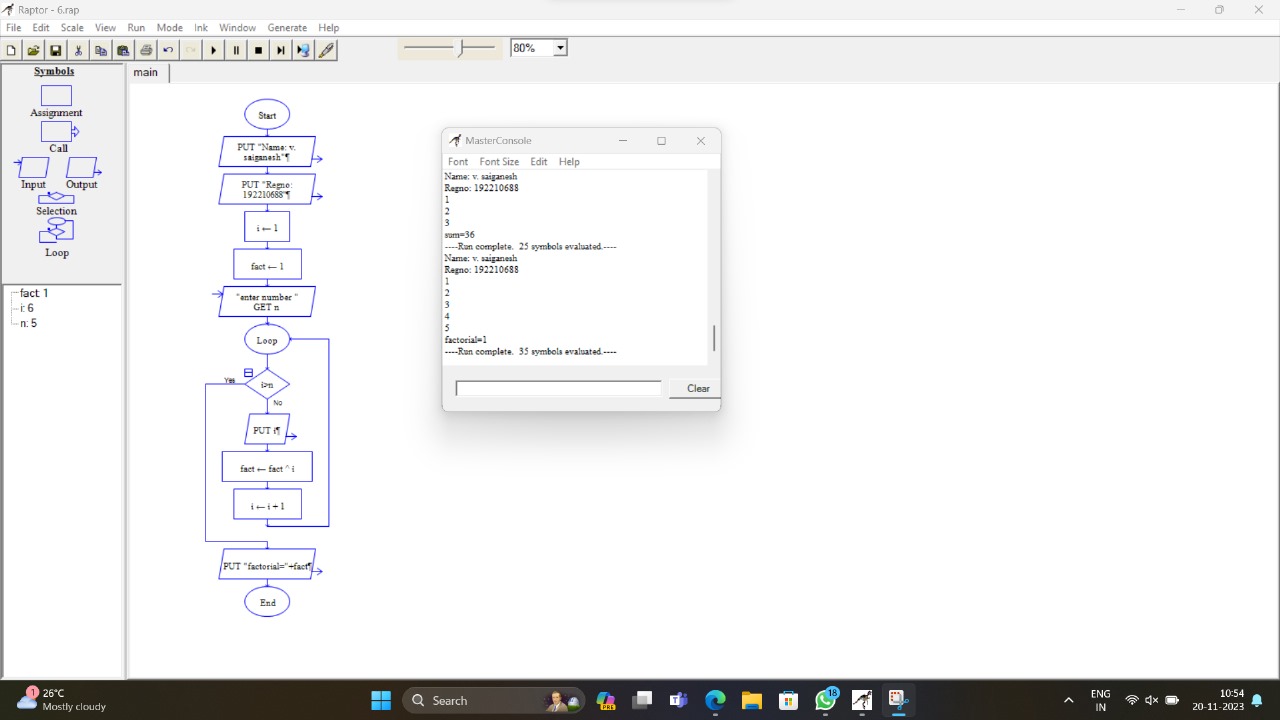 Raptor - 6.rap
File Edit Scale View Run Mode Ink Window Generate Help
80%
Symbols
Assignment
Call
Input Output
Selection
Loop
fact: 1
i: 6
n: 5
main
Start
PUT "Name: v.
saiganesh"¶
PUT "Regno:
192210688"¶
i ← 1
fact ← 1
"enter number "
GET n
Loop
Yes
i>n
No
PUT i¶
fact ← fact ^ i
i ← i + 1
PUT "factorial="+fact¶
End
MasterConsole
Font Font Size Edit Help
Name: v. saiganesh
Regno: 192210688
1
2
3
sum=36
----Run complete. 25 symbols evaluated.----
Name: v. saiganesh
Regno: 192210688
1
2
3
4
5
factorial=1
----Run complete. 35 symbols evaluated.----
Clear
1
26°C
Mostly cloudy
Search
PRE
18
ENG
IN
10:54
20-11-2023